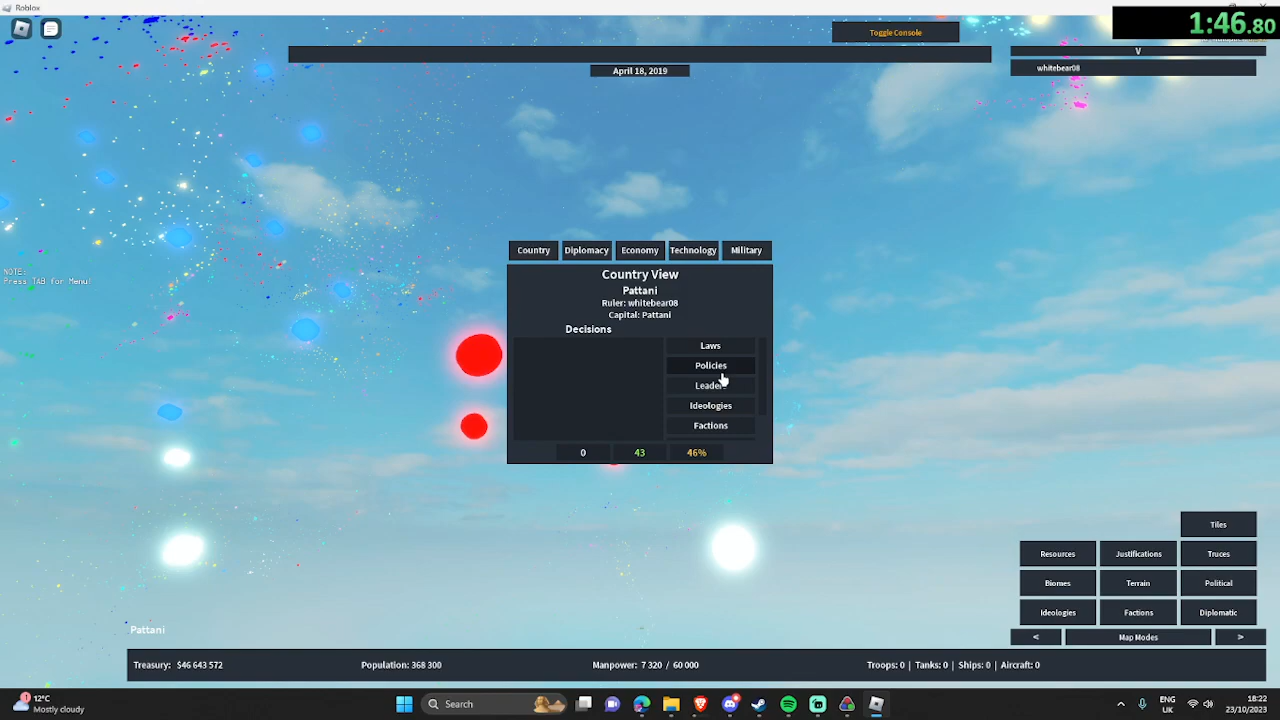 Roblox
1:46.80
Toggle Console
V
April 18, 2019
whitebear08
Country
Diplomacy
Economy
Technology
Military
Country View
Pattani
Ruler: whitebear08
Capital: Pattani
NOTE:
Press TAB for Menu!
Decisions
Laws
Policies
Leaders
Ideologies
Factions
0
43
46%
Tiles
Resources
Justifications
Truces
Biomes
Terrain
Political
Ideologies
Factions
Diplomatic
<
Map Modes
>
Pattani
Treasury: $46 643 572
Population: 368 300
Manpower: 7 320 / 60 000
Troops: 0 | Tanks: 0 | Ships: 0 | Aircraft: 0
1
12°C
Mostly cloudy
Search
ENG
UK
18:22
23/10/2023